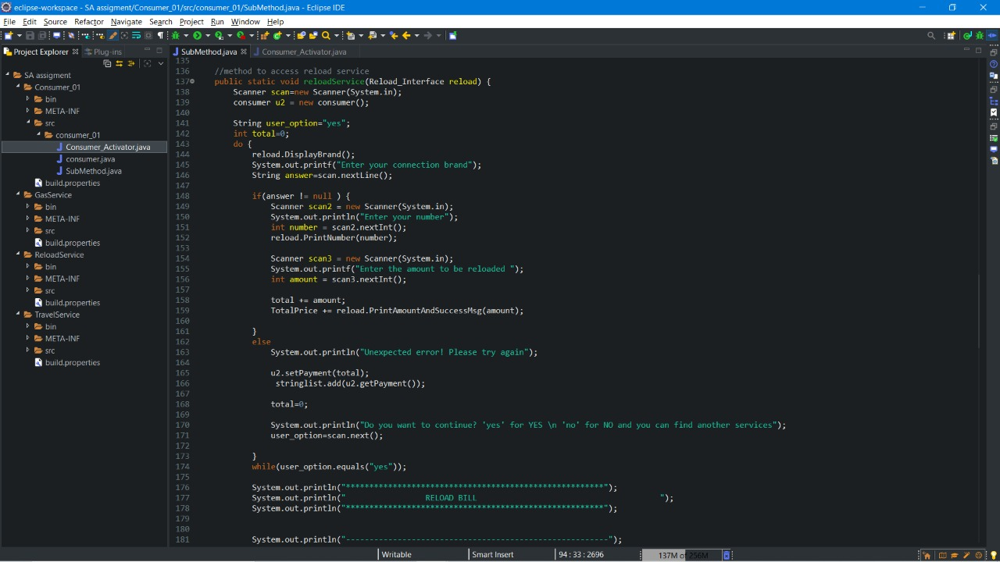 eclipse-workspace - SA assigment/Consumer_01/src/consumer_01/SubMethod.java - Eclipse IDE
File Edit Source Refactor Navigate Search Project Run Window Help
Project Explorer Plug-ins
SubMethod.java Consumer_Activator.java
SA assigment
Consumer_01
bin
META-INF
src
consumer_01
Consumer_Activator.java
consumer.java
SubMethod.java
build.properties
GasService
bin
META-INF
src
build.properties
ReloadService
bin
META-INF
src
build.properties
TravelService
bin
META-INF
src
build.properties
135
136 //method to access reload service
137 public static void reloadService(Reload_Interface reload) {
138 Scanner scan=new Scanner(System.in);
139 consumer u2 = new consumer();
140
141 String user_option="yes";
142 int total=0;
143 do {
144 reload.DisplayBrand();
145 System.out.printf("Enter your connection brand");
146 String answer=scan.nextLine();
147
148 if(answer != null ) {
149 Scanner scan2 = new Scanner(System.in);
150 System.out.println("Enter your number");
151 int number = scan2.nextInt();
152 reload.PrintNumber(number);
153
154 Scanner scan3 = new Scanner(System.in);
155 System.out.printf("Enter the amount to be reloaded ");
156 int amount = scan3.nextInt();
157
158 total += amount;
159 TotalPrice += reload.PrintAmountAndSuccessMsg(amount);
160
161 }
162 else
163 System.out.println("Unexpected error! Please try again");
164
165 u2.setPayment(total);
166 stringlist.add(u2.getPayment());
167
168 total=0;
169
170 System.out.println("Do you want to continue? 'yes' for YES \n 'no' for NO and you can find another services");
171 user_option=scan.next();
172
173 }
174 while(user_option.equals("yes"));
175
176 System.out.println("*******************************************************");
177 System.out.println(" RELOAD BILL ");
178 System.out.println("*******************************************************");
179
180
181 System.out.println("--------------------------------------------------------");
Writable Smart Insert 94 : 33 : 2696 137M of 256M